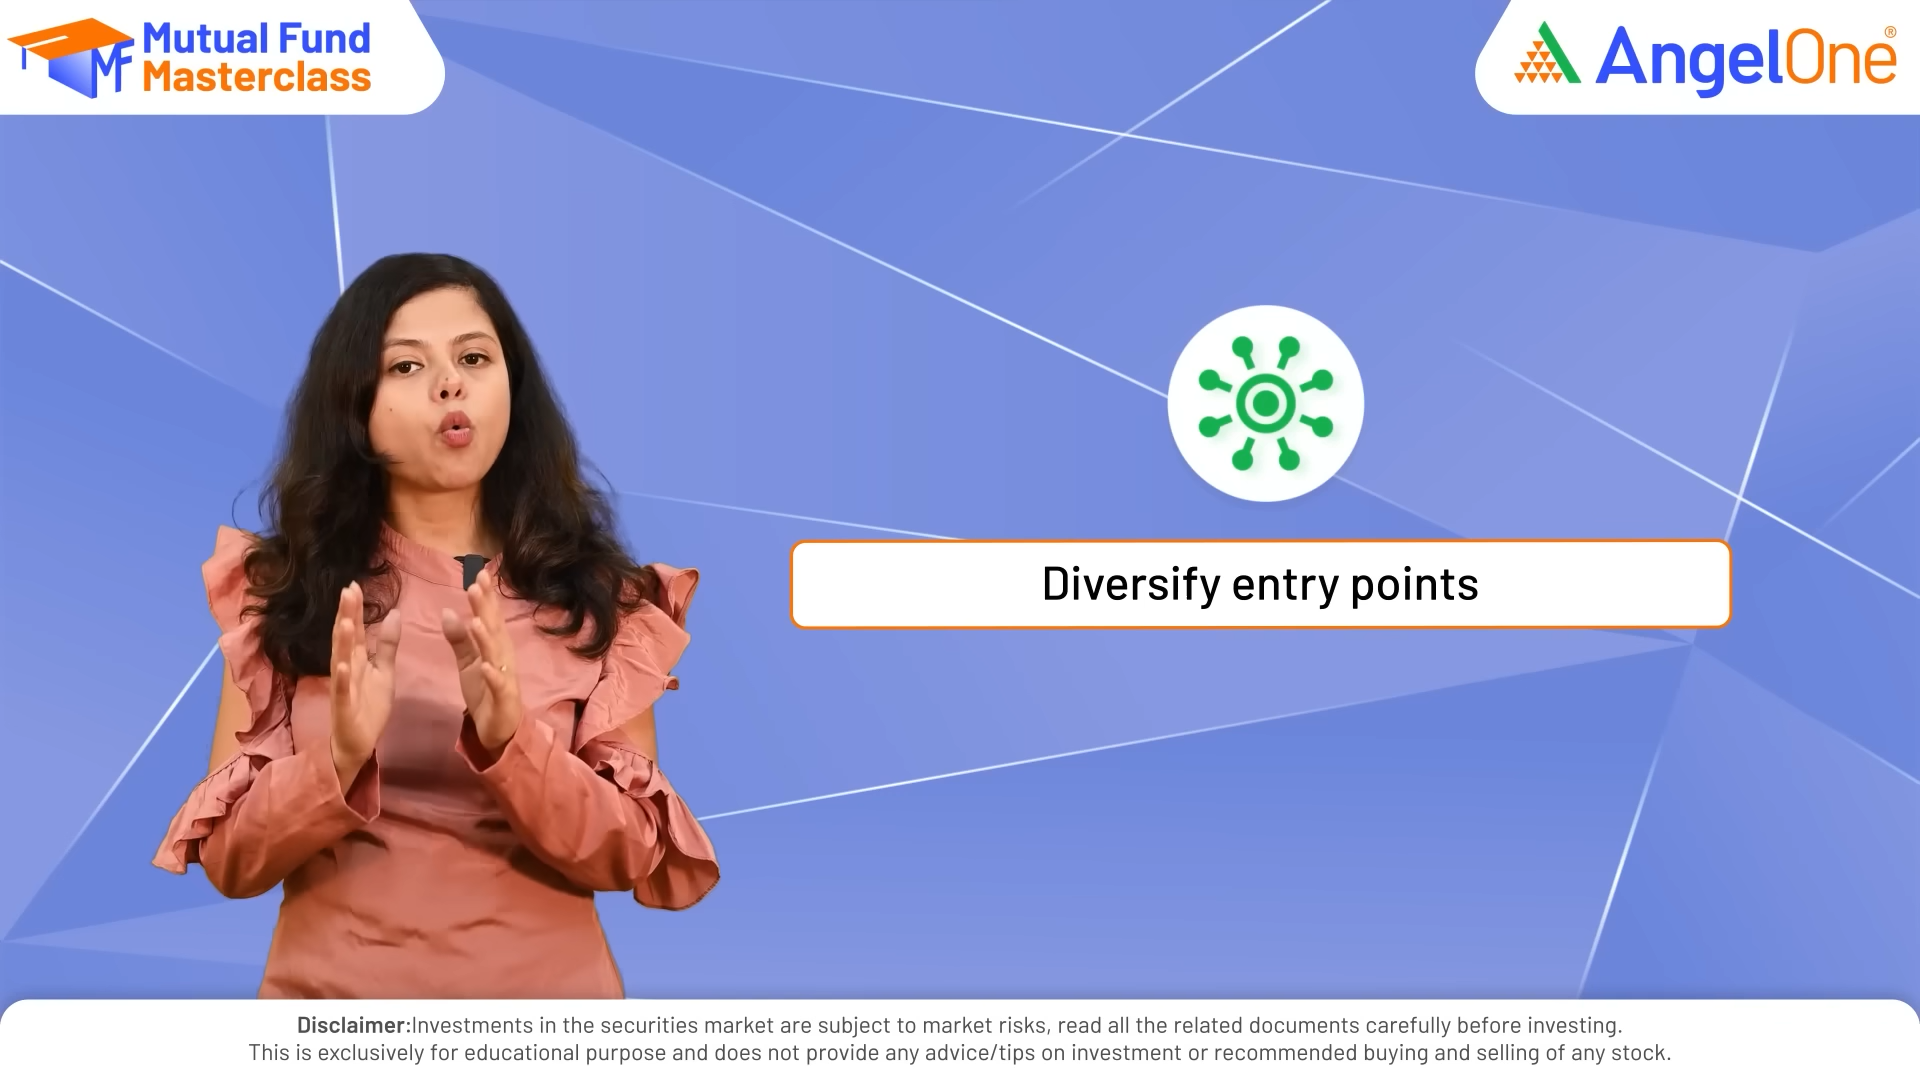 Mutual Fund
Masterclass
MF
AngelOne®
Diversify entry points
Disclaimer:Investments in the securities market are subject to market risks, read all the related documents carefully before investing.
This is exclusively for educational purpose and does not provide any advice/tips on investment or recommended buying and selling of any stock.